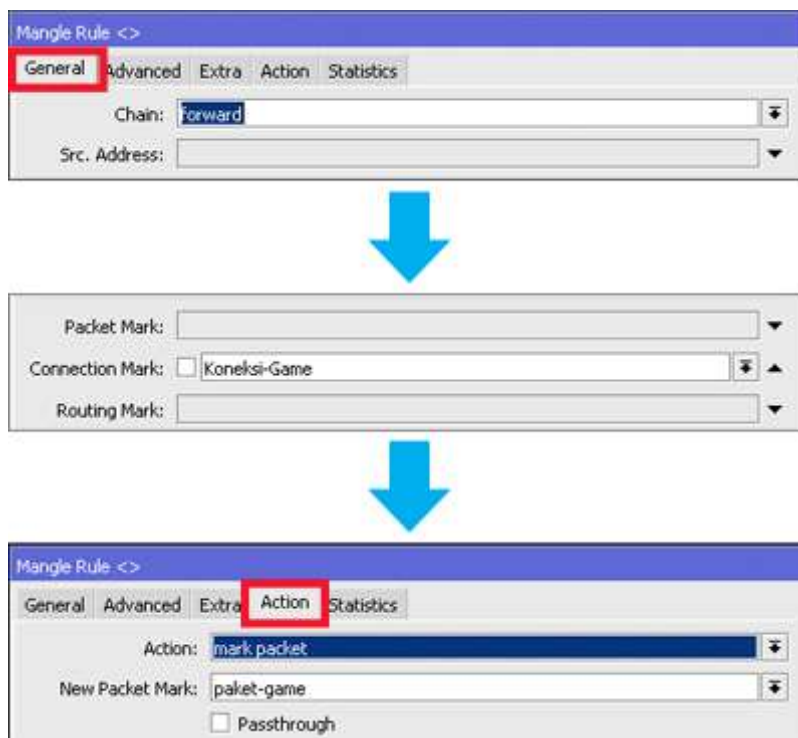 Mangle Rule <>
General Advanced Extra Action Statistics
Chain: forward
Src. Address:
Packet Mark:
Connection Mark: Koneksi-Game
Routing Mark:
Mangle Rule <>
General Advanced Extra Action Statistics
Action: mark packet
New Packet Mark: paket-game
Passthrough